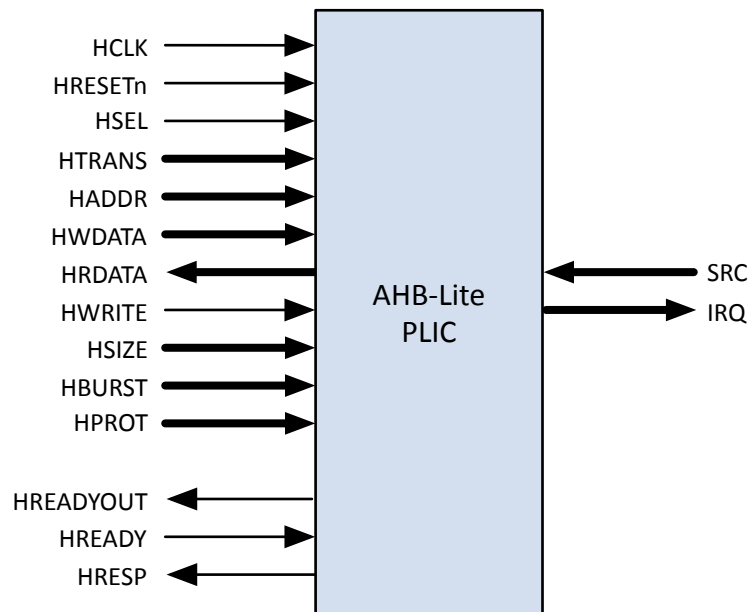 HCLK
HRESETn
HSEL
HTRANS
HADDR
HWDATA
HRDATA
HWRITE
HSIZE
HBURST
HPROT
HREADYOUT
HREADY
HRESP
AHB-Lite
PLIC
SRC
IRQ